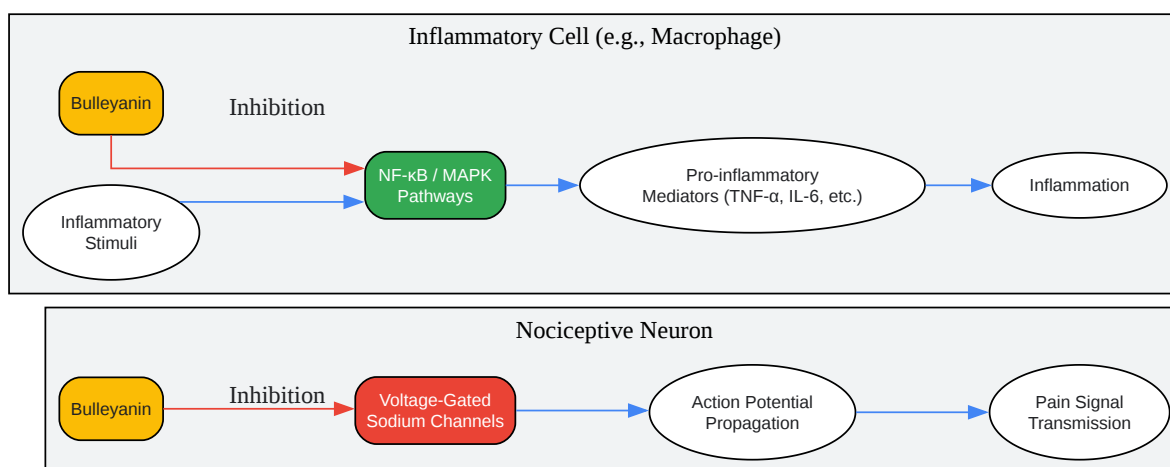 Inflammatory Cell (e.g., Macrophage)
Bulleyanin
Inhibition
Inflammatory
Stimuli
NF-κB / MAPK
Pathways
Pro-inflammatory
Mediators (TNF-α, IL-6, etc.)
Inflammation
Nociceptive Neuron
Bulleyanin
Inhibition
Voltage-Gated
Sodium Channels
Action Potential
Propagation
Pain Signal
Transmission